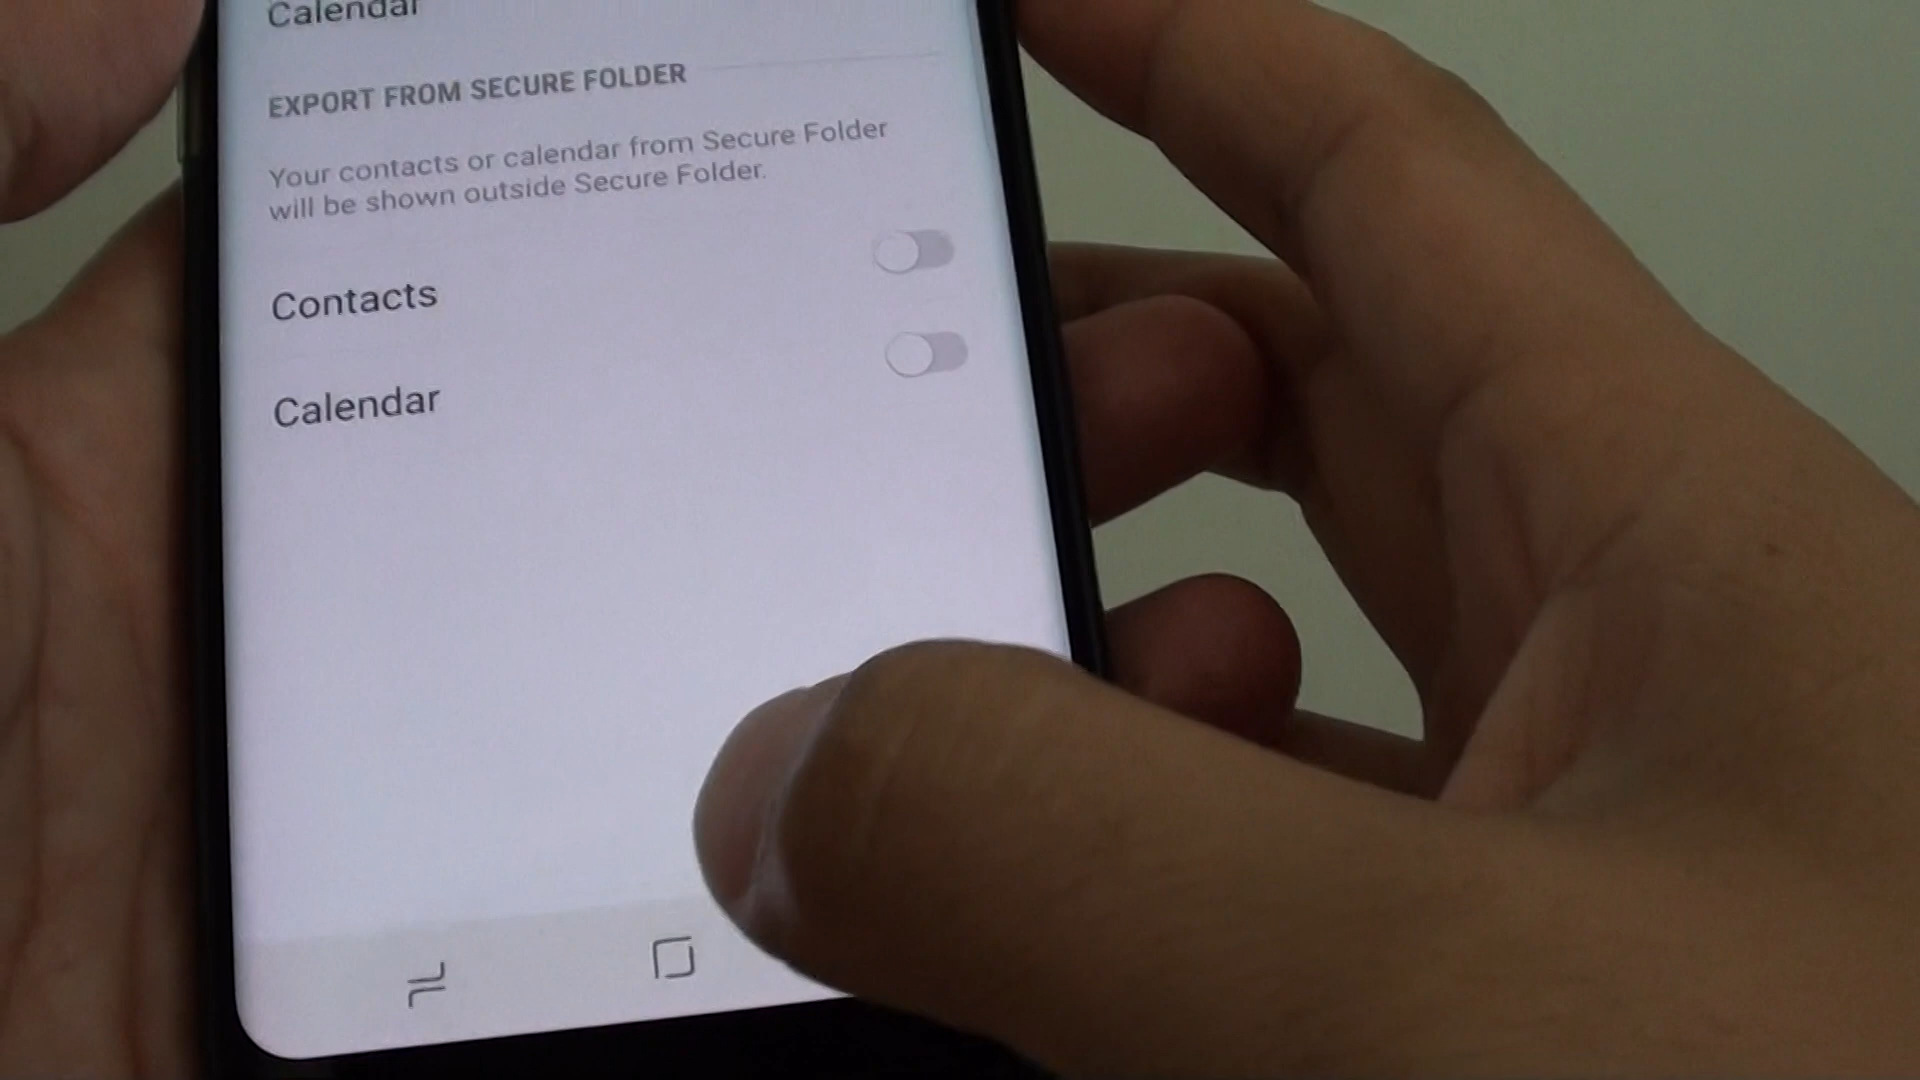 Calendar
EXPORT FROM SECURE FOLDER
Your contacts or calendar from Secure Folder
will be shown outside Secure Folder.
Contacts
Calendar